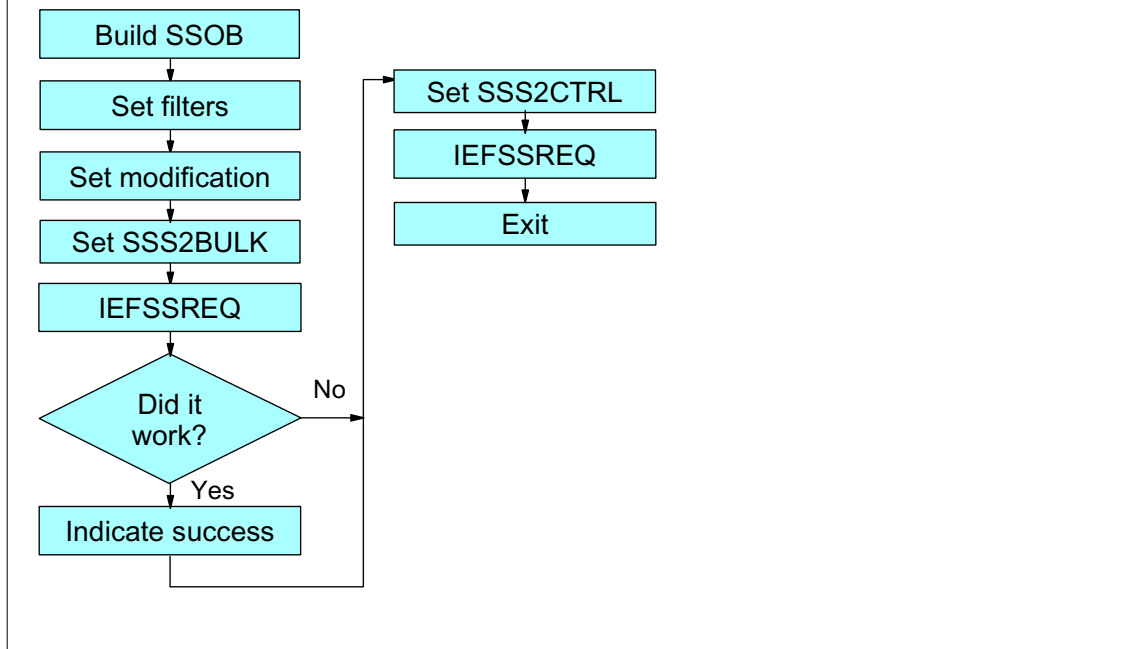 Build SSOB
Set filters
Set modification
Set SSS2BULK
IEFSSREQ
Did it
work?
No
Yes
Indicate success
Set SSS2CTRL
IEFSSREQ
Exit